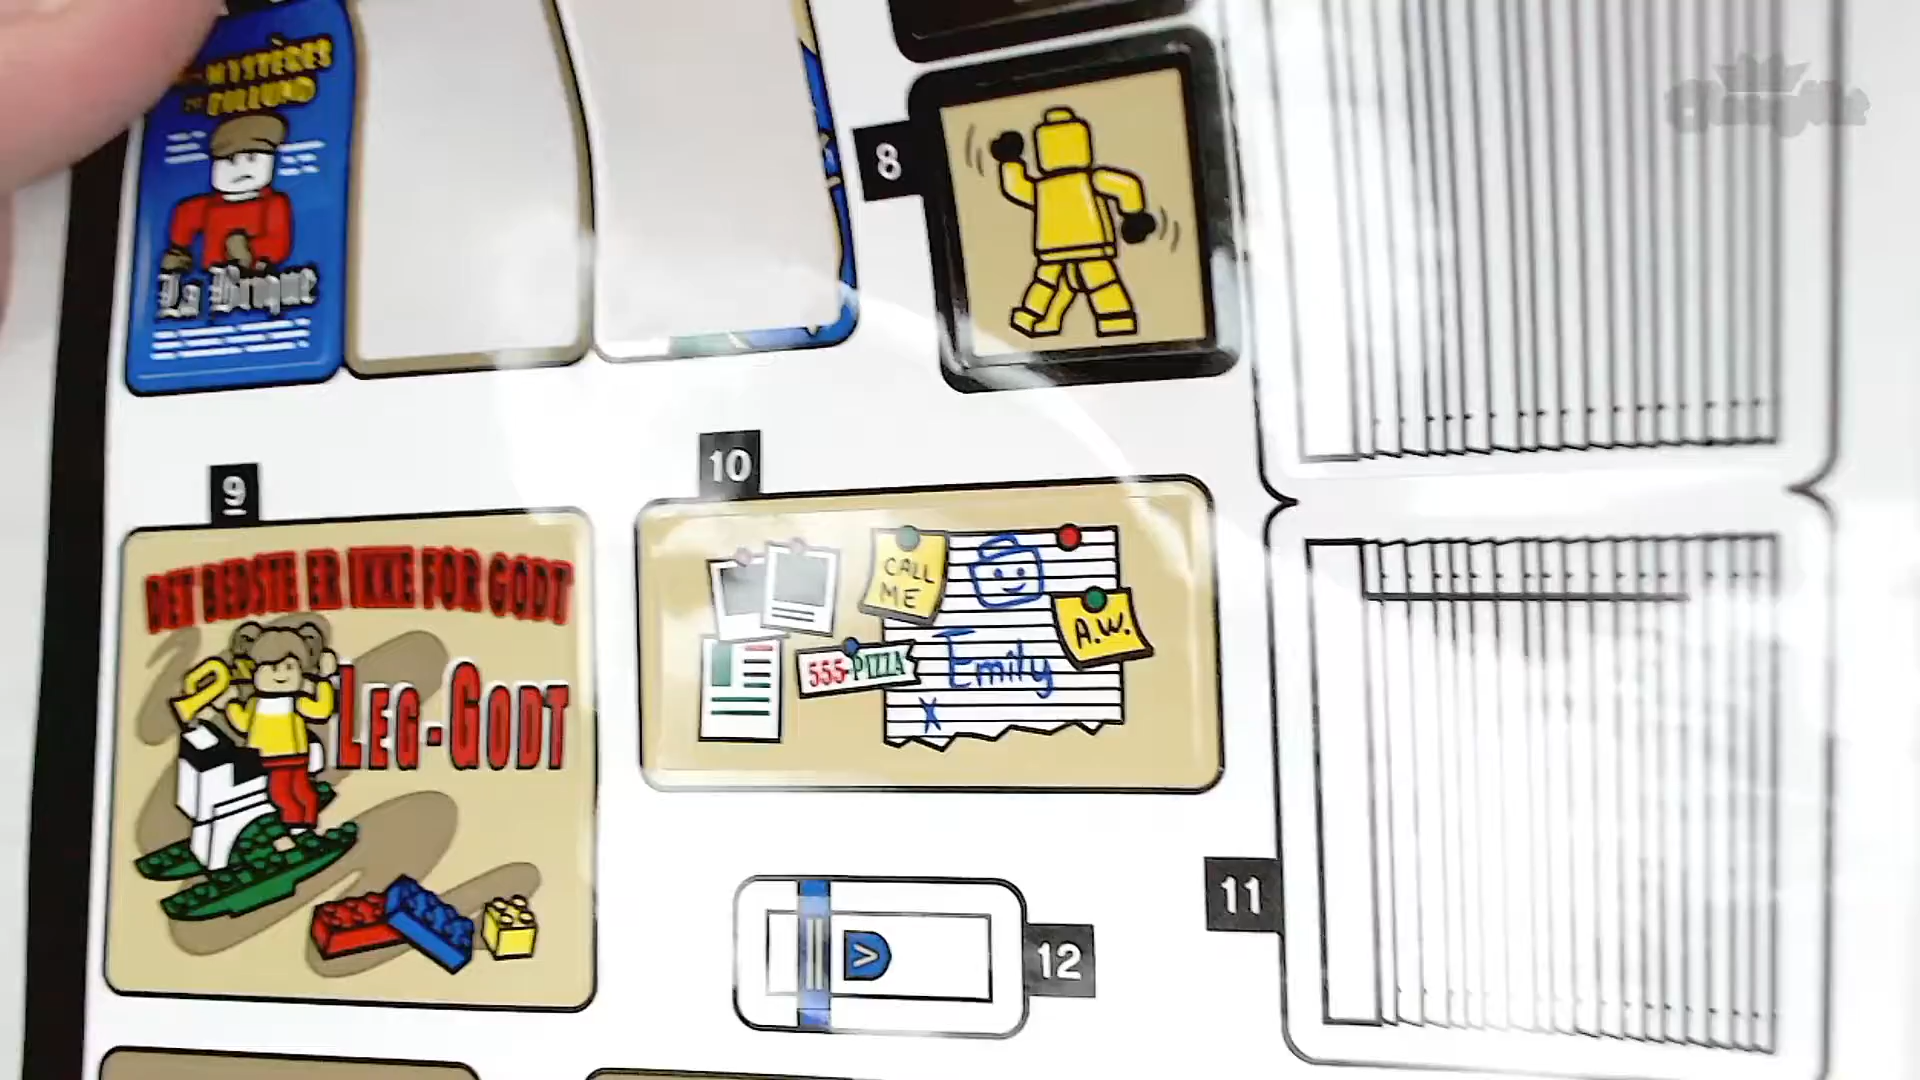 MYSTÈRES
BILLUND
La Brique
8
9
10
DET BEDSTE ER IKKE FOR GODT
LEG-GODT
CALL
ME
A.W.
555-PIZZA
Emily
X
11
12
>